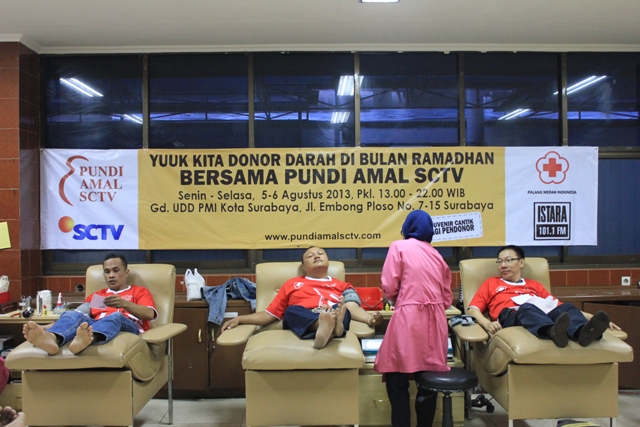 PUNDI
AMAL
SCTV
SCTV
YUUK KITA DONOR DARAH DI BULAN RAMADHAN
BERSAMA PUNDI AMAL SCTV
Senin - Selasa, 5-6 Agustus 2013, Pkl. 13.00 - 22.00 WIB
Gd. UDD PMI Kota Surabaya, Jl. Embong Ploso No. 7-15 Surabaya
www.pundiamalsctv.com
UVENIR CANTIK
GI PENDONOR
PALANG MERAH INDONESIA
ISTARA
101.1 FM